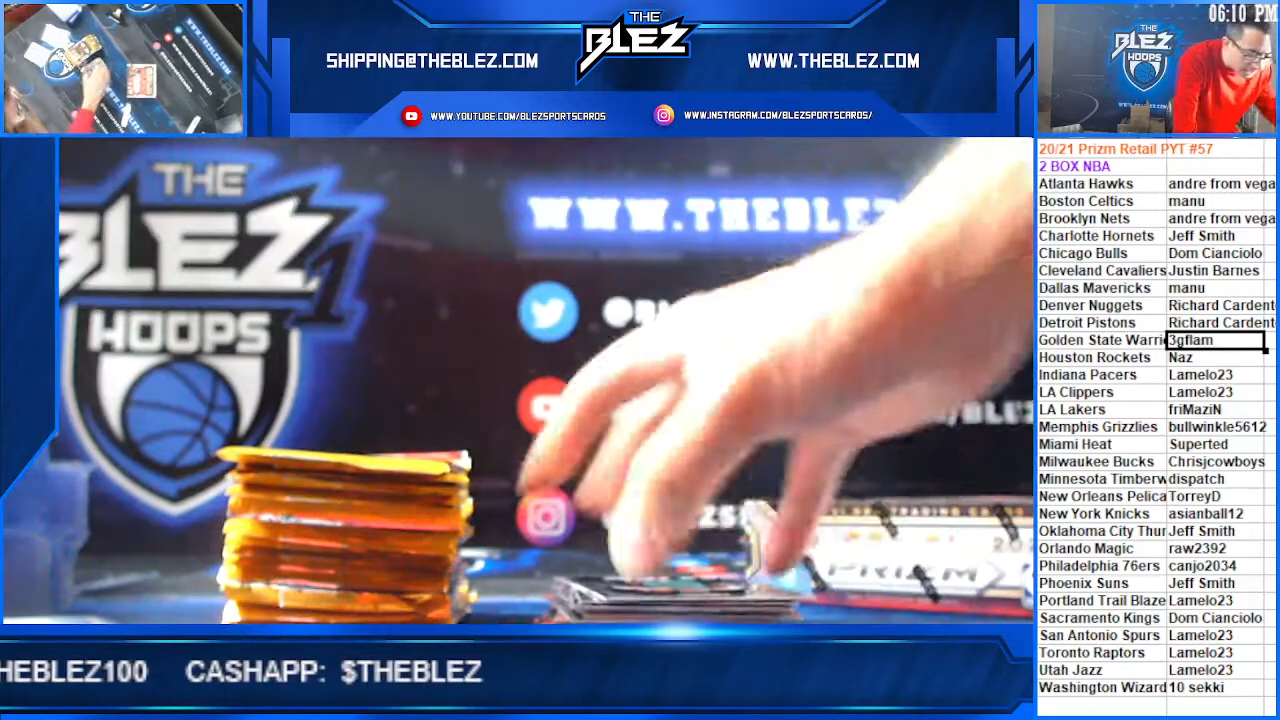 06:10 PM
THE
BLEZ
SHIPPING@THEBLEZ.COM
WWW.THEBLEZ.COM
WWW.YOUTUBE.COM/BLEZSPORTSCARDS
WWW.INSTAGRAM.COM/BLEZSPORTSCARDS/
THE
BLEZ
HOOPS
THE
BLEZ
HOOPS
1
WWW.THEBLEZ
PRIZM
HEBLEZ100 CASHAPP: $THEBLEZ
20/21 Prizm Retail PYT #57
2 BOX NBA
Atlanta Hawks andre from vega
Boston Celtics manu
Brooklyn Nets andre from vega
Charlotte Hornets Jeff Smith
Chicago Bulls Dom Cianciolo
Cleveland Cavaliers Justin Barnes
Dallas Mavericks manu
Denver Nuggets Richard Cardent
Detroit Pistons Richard Cardent
Golden State Warri 3gflam
Houston Rockets Naz
Indiana Pacers Lamelo23
LA Clippers Lamelo23
LA Lakers friMaziN
Memphis Grizzlies bullwinkle5612
Miami Heat Superted
Milwaukee Bucks Chrisjcowboys
Minnesota Timberw dispatch
New Orleans Pelica TorreyD
New York Knicks asianball12
Oklahoma City Thur Jeff Smith
Orlando Magic raw2392
Philadelphia 76ers canjo2034
Phoenix Suns Jeff Smith
Portland Trail Blaze Lamelo23
Sacramento Kings Dom Cianciolo
San Antonio Spurs Lamelo23
Toronto Raptors Lamelo23
Utah Jazz Lamelo23
Washington Wizard 10 sekki